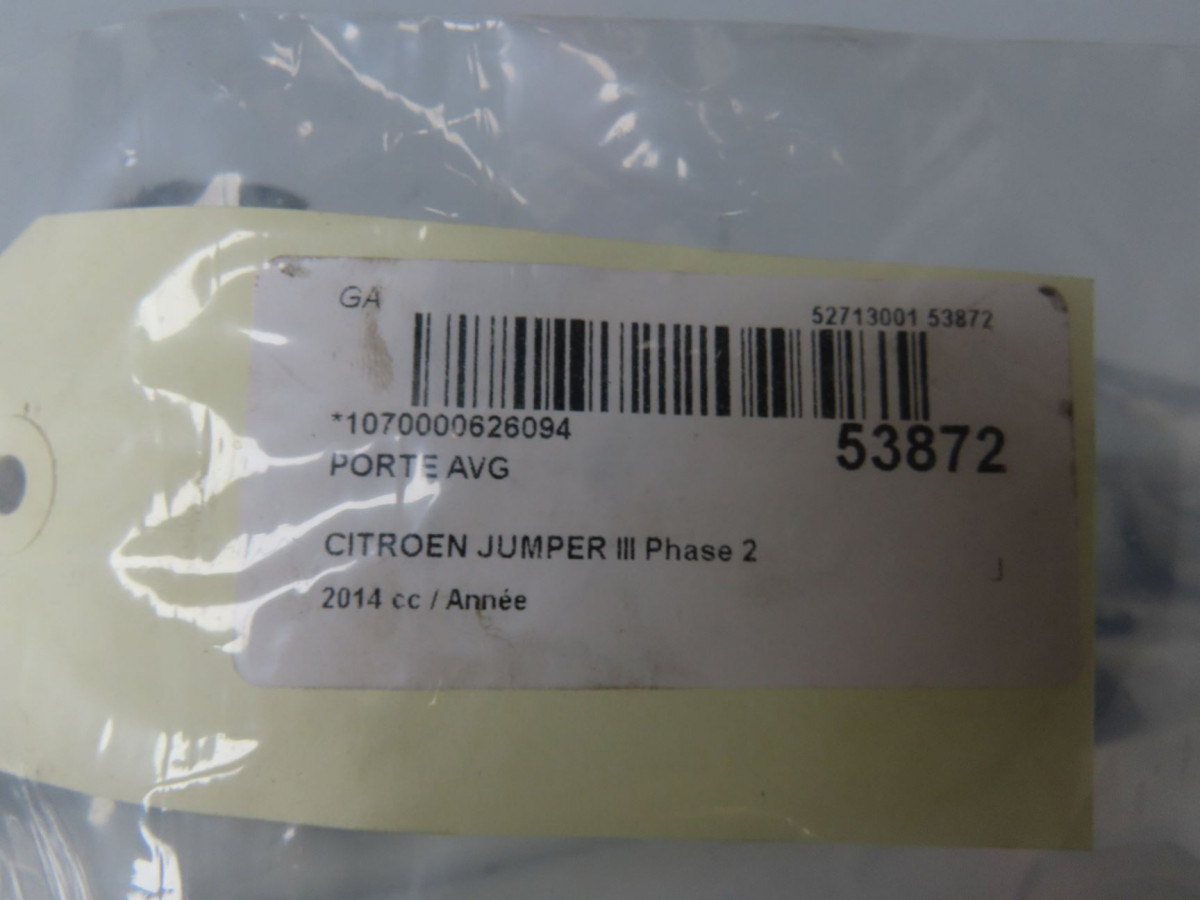 GA
52713001 53872
*1070000626094
53872
PORTE AVG
CITROEN JUMPER III Phase 2
2014 cc / Année